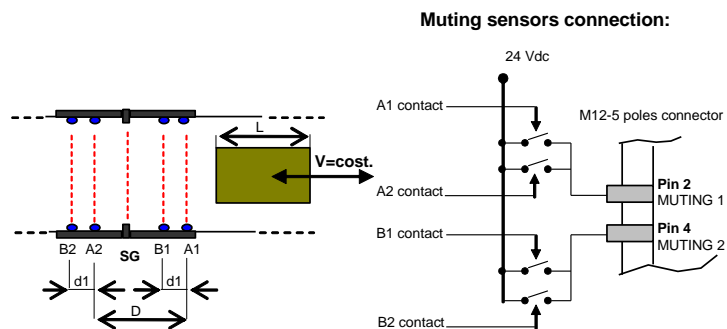 Muting sensors connection:
24 Vdc
A1 contact
M12-5 poles connector
L
V=cost.
Pin 2
MUTING 1
A2 contact
Pin 4
MUTING 2
B1 contact
B2 A2 SG B1 A1
d1 d1
D
B2 contact